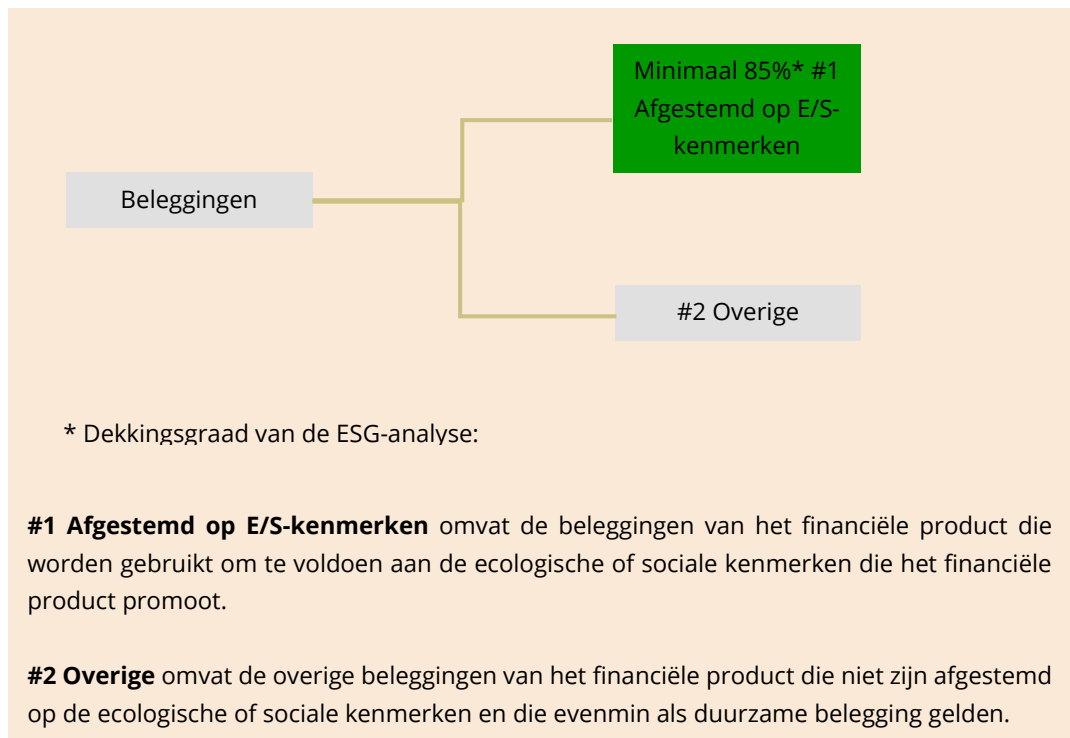 Minimaal 85%* #1
Afgestemd op E/S-
kenmerken
Beleggingen
#2 Overige
* Dekkingsgraad van de ESG-analyse:
#1 Afgestemd op E/S-kenmerken omvat de beleggingen van het financiële product die
worden gebruikt om te voldoen aan de ecologische of sociale kenmerken die het financiële
product promoot.
#2 Overige omvat de overige beleggingen van het financiële product die niet zijn afgestemd
op de ecologische of sociale kenmerken en die evenmin als duurzame belegging gelden.